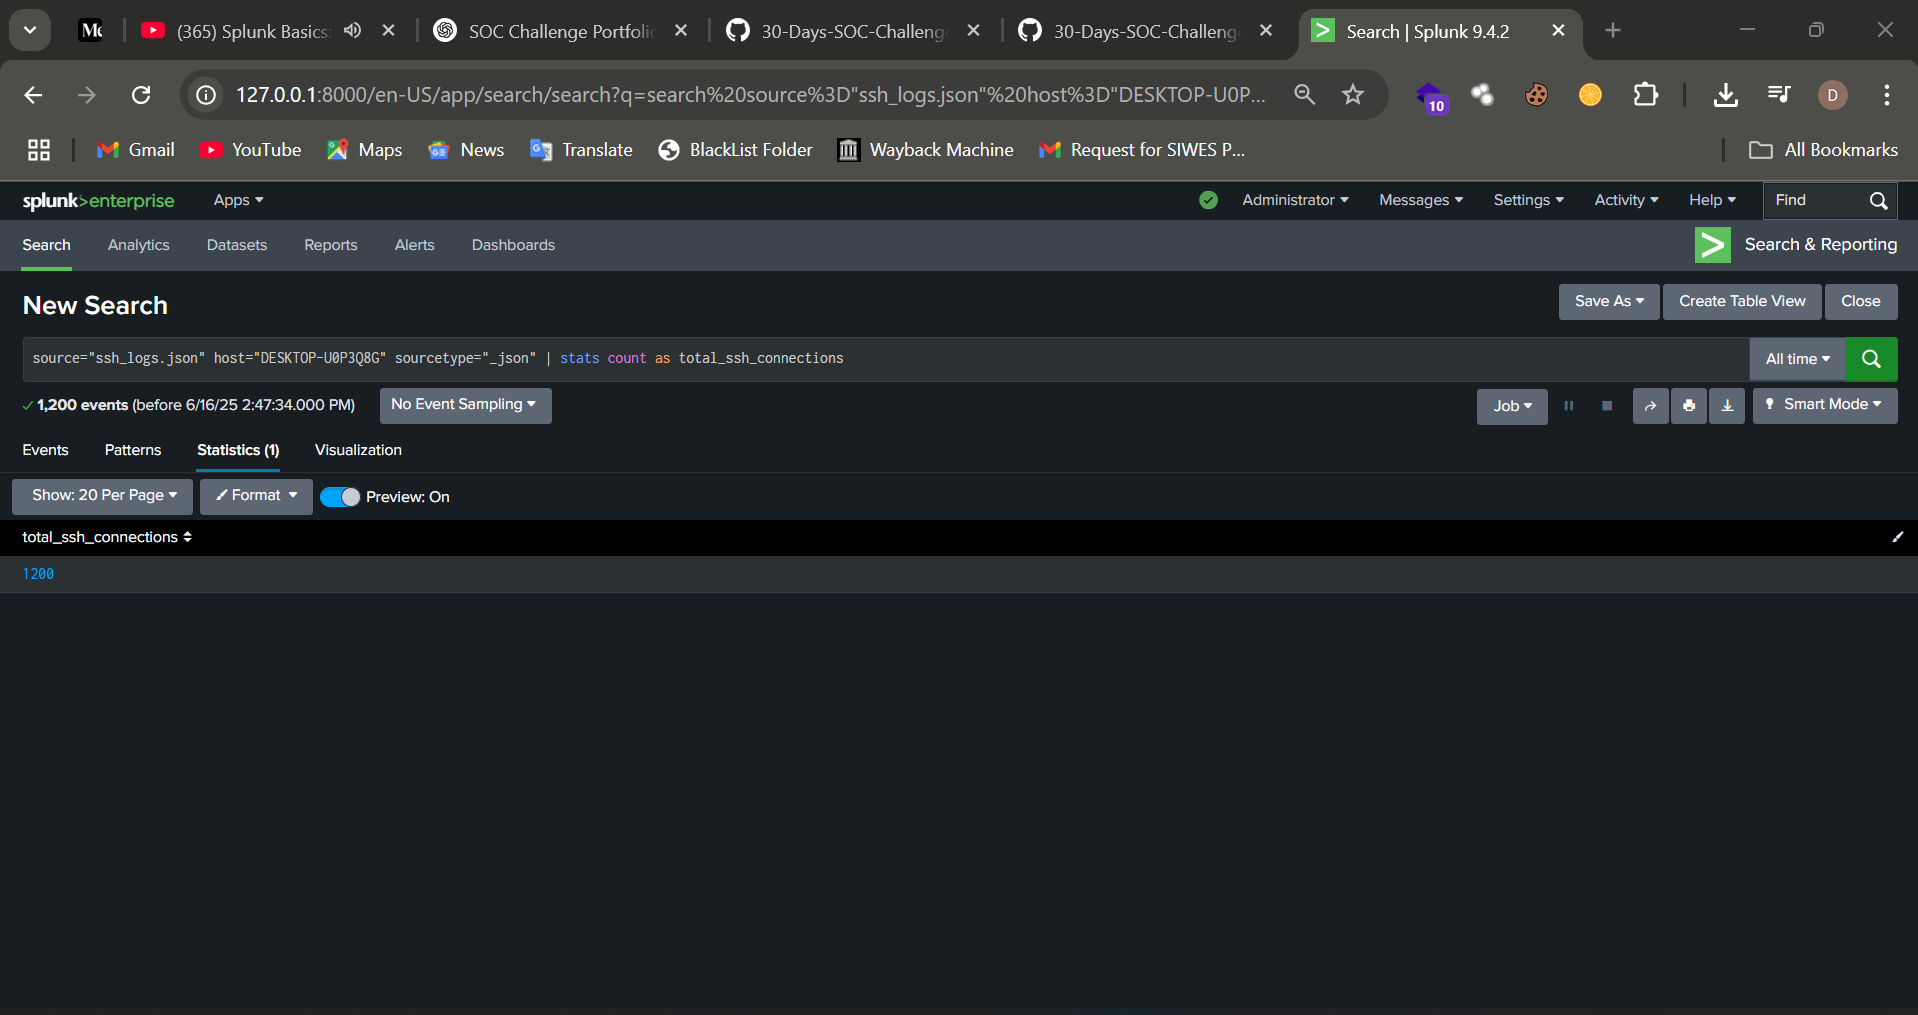 Me
(365) Splunk Basics:
SOC Challenge Portfolio
30-Days-SOC-Challenge
30-Days-SOC-Challenge
Search | Splunk 9.4.2
127.0.0.1:8000/en-US/app/search/search?q=search%20source%3D"ssh_logs.json"%20host%3D"DESKTOP-U0P...
10
D
Gmail
YouTube
Maps
News
Translate
BlackList Folder
Wayback Machine
Request for SIWES P...
All Bookmarks
splunk>enterprise
Apps
Administrator
Messages
Settings
Activity
Help
Find
Search
Analytics
Datasets
Reports
Alerts
Dashboards
Search & Reporting
New Search
Save As
Create Table View
Close
source="ssh_logs.json" host="DESKTOP-U0P3Q8G" sourcetype="_json" | stats count as total_ssh_connections
All time
1,200 events (before 6/16/25 2:47:34.000 PM)
No Event Sampling
Job
Smart Mode
Events
Patterns
Statistics (1)
Visualization
Show: 20 Per Page
Format
Preview: On
total_ssh_connections
1200